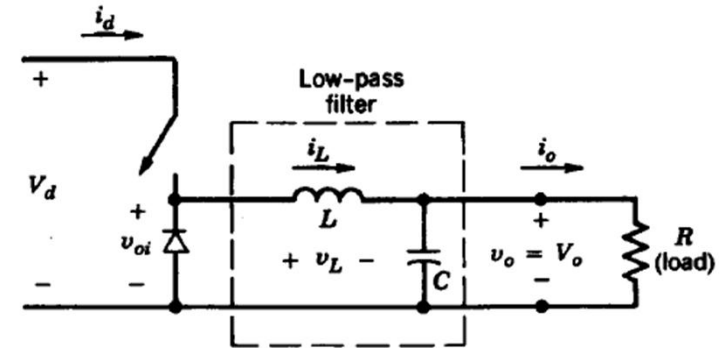 i_d
+
Low-pass
filter
i_L
i_o
V_d
+
L
+
R
(load)
v_oi
+ v_L −
C
v_o = V_o
−
−
−